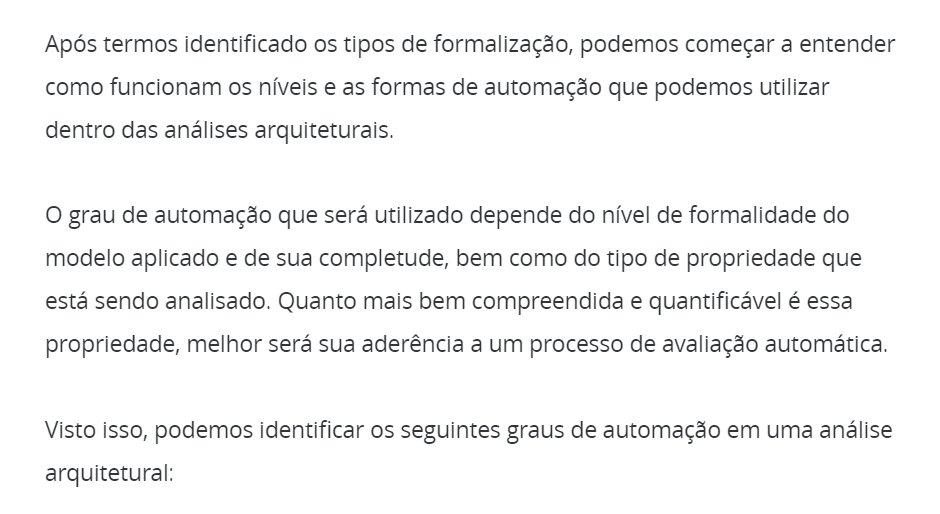 Após termos identificado os tipos de formalização, podemos começar a entender
como funcionam os níveis e as formas de automação que podemos utilizar
dentro das análises arquiteturais.
O grau de automação que será utilizado depende do nível de formalidade do
modelo aplicado e de sua completude, bem como do tipo de propriedade que
está sendo analisado. Quanto mais bem compreendida e quantificável é essa
propriedade, melhor será sua aderência a um processo de avaliação automática.
Visto isso, podemos identificar os seguintes graus de automação em uma análise
arquitetural: